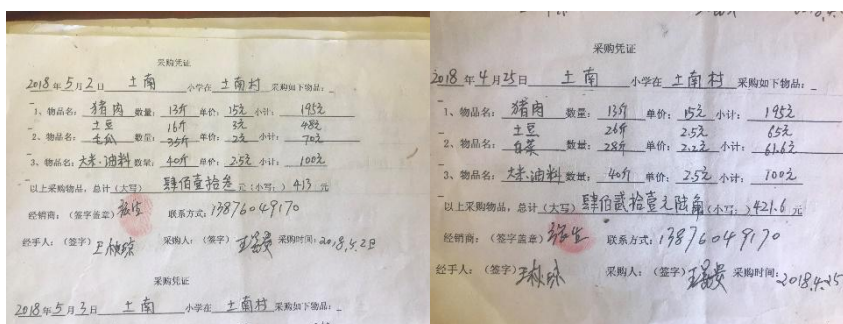 采购凭证
2018年5月2日 土南 小学在 土南村 采购如下物品：
1、物品名：猪肉 数量：13斤 单价：15元 小计：195元
土豆 16斤 3元 48元
2、物品名：毛瓜 数量：35斤 单价：2元 小计：70元
3、物品名：大米·油料 数量：40斤 单价：2.5元 小计：100元
以上采购物品，总计（大写）肆佰壹拾叁元（小写：）413元
经销商：（签字盖章） 联系方式：13876049170
经手人：（签字） 采购人：（签字） 采购时间：2018.5.2日
采购凭证
2018年5月3日 土南 小学在 土南村 采购如下物品：
采购凭证
2018年4月25日 土南 小学在 土南村 采购如下物品：
1、物品名：猪肉 数量：13斤 单价：15元 小计：195元
土豆 26斤 2.5元 65元
2、物品名：白菜 数量：28斤 单价：2.2元 小计：61.6元
3、物品名：大米·油料 数量：40斤 单价：2.5元 小计：100元
以上采购物品，总计（大写）肆佰贰拾壹元陆角（小写：）421.6元
经销商：（签字盖章） 联系方式：13876049170
经手人：（签字） 采购人：（签字） 采购时间：2018.4.25